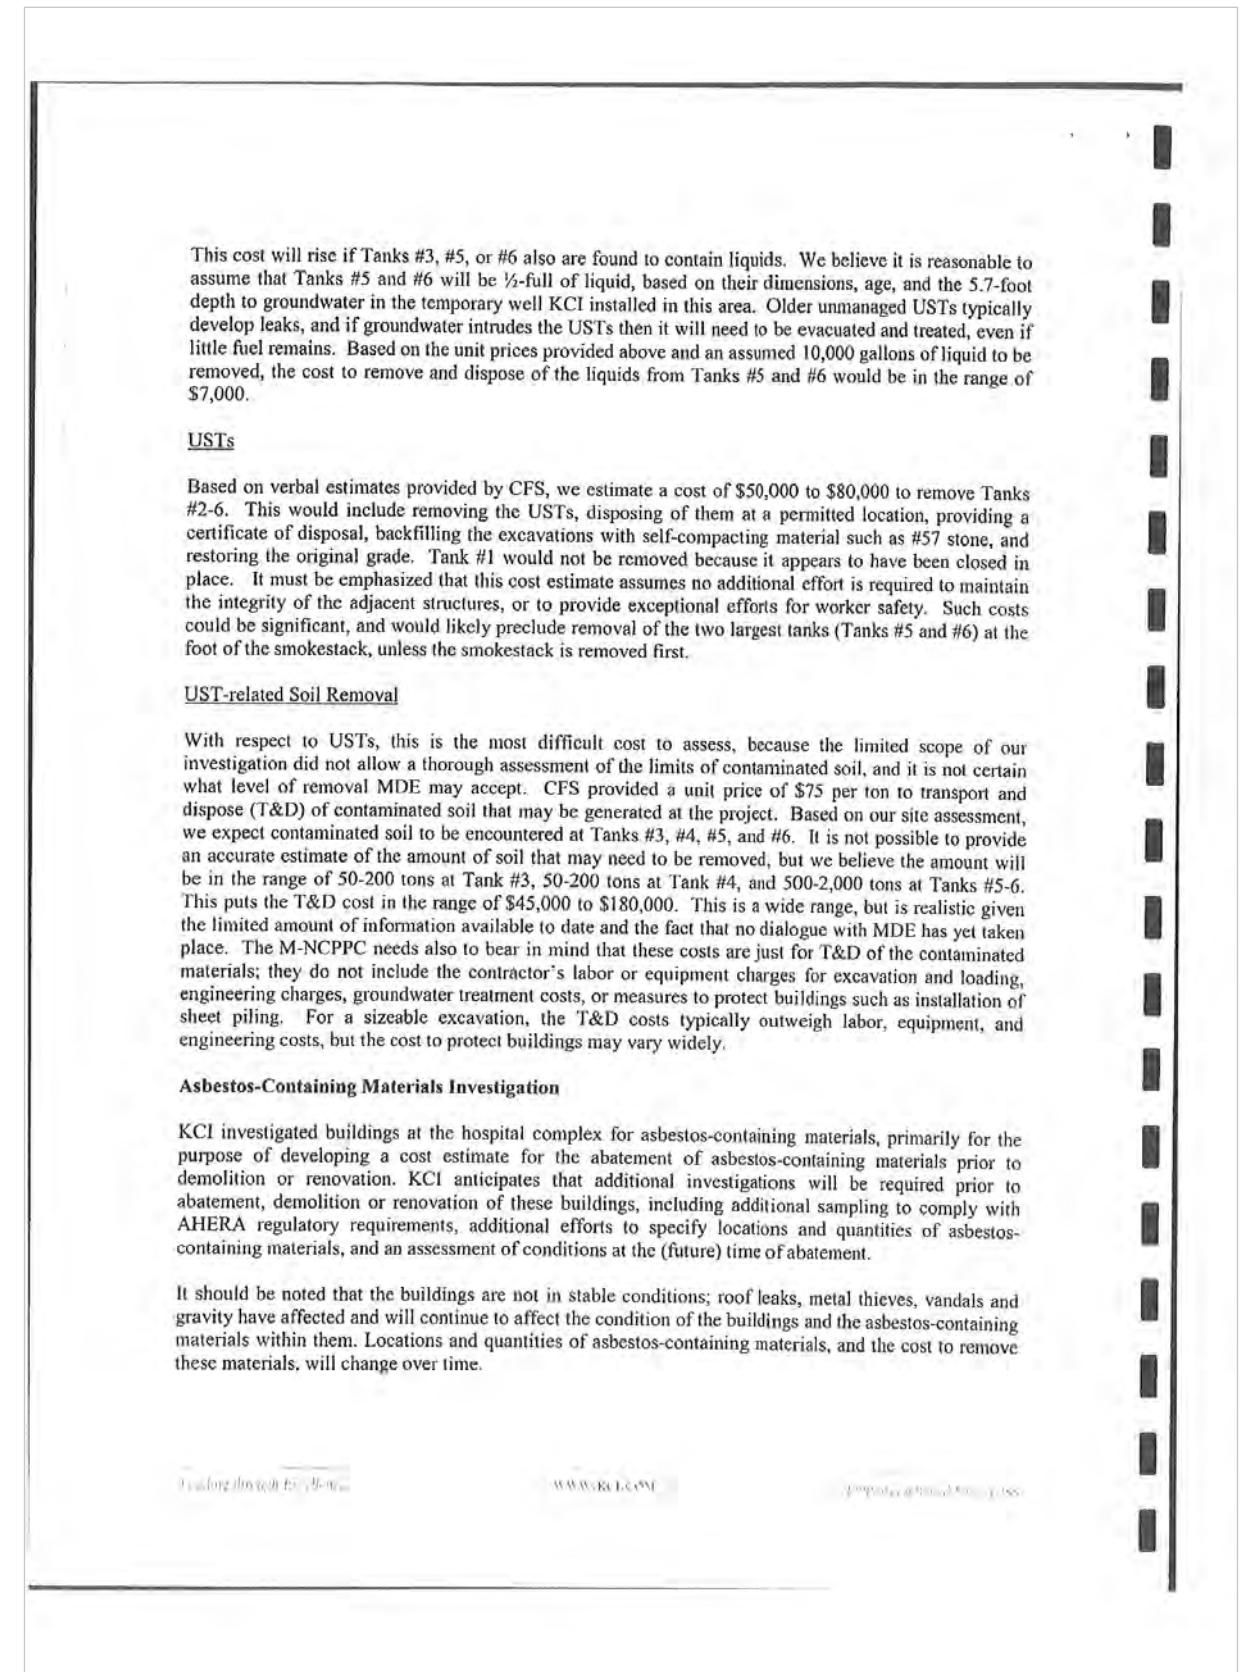 This cost will rise if Tanks #3, #5, or #6 also are found to contain liquids. We believe it is reasonable to
assume that Tanks #5 and #6 will be ½-full of liquid, based on their dimensions, age, and the 5.7-foot
depth to groundwater in the temporary well KCI installed in this area. Older unmanaged USTs typically
develop leaks, and if groundwater intrudes the USTs then it will need to be evacuated and treated, even if
little fuel remains. Based on the unit prices provided above and an assumed 10,000 gallons of liquid to be
removed, the cost to remove and dispose of the liquids from Tanks #5 and #6 would be in the range of
$7,000.
USTs
Based on verbal estimates provided by CFS, we estimate a cost of $50,000 to $80,000 to remove Tanks
#2-6. This would include removing the USTs, disposing of them at a permitted location, providing a
certificate of disposal, backfilling the excavations with self-compacting material such as #57 stone, and
restoring the original grade. Tank #1 would not be removed because it appears to have been closed in
place. It must be emphasized that this cost estimate assumes no additional effort is required to maintain
the integrity of the adjacent structures, or to provide exceptional efforts for worker safety. Such costs
could be significant, and would likely preclude removal of the two largest tanks (Tanks #5 and #6) at the
foot of the smokestack, unless the smokestack is removed first.
UST-related Soil Removal
With respect to USTs, this is the most difficult cost to assess, because the limited scope of our
investigation did not allow a thorough assessment of the limits of contaminated soil, and it is not certain
what level of removal MDE may accept. CFS provided a unit price of $75 per ton to transport and
dispose (T&D) of contaminated soil that may be generated at the project. Based on our site assessment,
we expect contaminated soil to be encountered at Tanks #3, #4, #5, and #6. It is not possible to provide
an accurate estimate of the amount of soil that may need to be removed, but we believe the amount will
be in the range of 50-200 tons at Tank #3, 50-200 tons at Tank #4, and 500-2,000 tons at Tanks #5-6.
This puts the T&D cost in the range of $45,000 to $180,000. This is a wide range, but is realistic given
the limited amount of information available to date and the fact that no dialogue with MDE has yet taken
place. The M-NCPPC needs also to bear in mind that these costs are just for T&D of the contaminated
materials; they do not include the contractor's labor or equipment charges for excavation and loading,
engineering charges, groundwater treatment costs, or measures to protect buildings such as installation of
sheet piling. For a sizeable excavation, the T&D costs typically outweigh labor, equipment, and
engineering costs, but the cost to protect buildings may vary widely.
Asbestos-Containing Materials Investigation
KCI investigated buildings at the hospital complex for asbestos-containing materials, primarily for the
purpose of developing a cost estimate for the abatement of asbestos-containing materials prior to
demolition or renovation. KCI anticipates that additional investigations will be required prior to
abatement, demolition or renovation of these buildings, including additional sampling to comply with
AHERA regulatory requirements, additional efforts to specify locations and quantities of asbestos-
containing materials, and an assessment of conditions at the (future) time of abatement.
It should be noted that the buildings are not in stable conditions; roof leaks, metal thieves, vandals and
gravity have affected and will continue to affect the condition of the buildings and the asbestos-containing
materials within them. Locations and quantities of asbestos-containing materials, and the cost to remove
these materials, will change over time.
WWW.KCI.COM